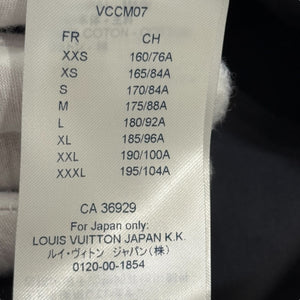 VCCM07
FR CH
XXS 160/76A
XS 165/84A
S 170/84A
M 175/88A
L 180/92A
XL 185/96A
XXL 190/100A
XXXL 195/104A
CA 36929
For Japan only:
LOUIS VUITTON JAPAN K.K.
ルイ・ヴィトン ジャパン(株)
0120-00-1854